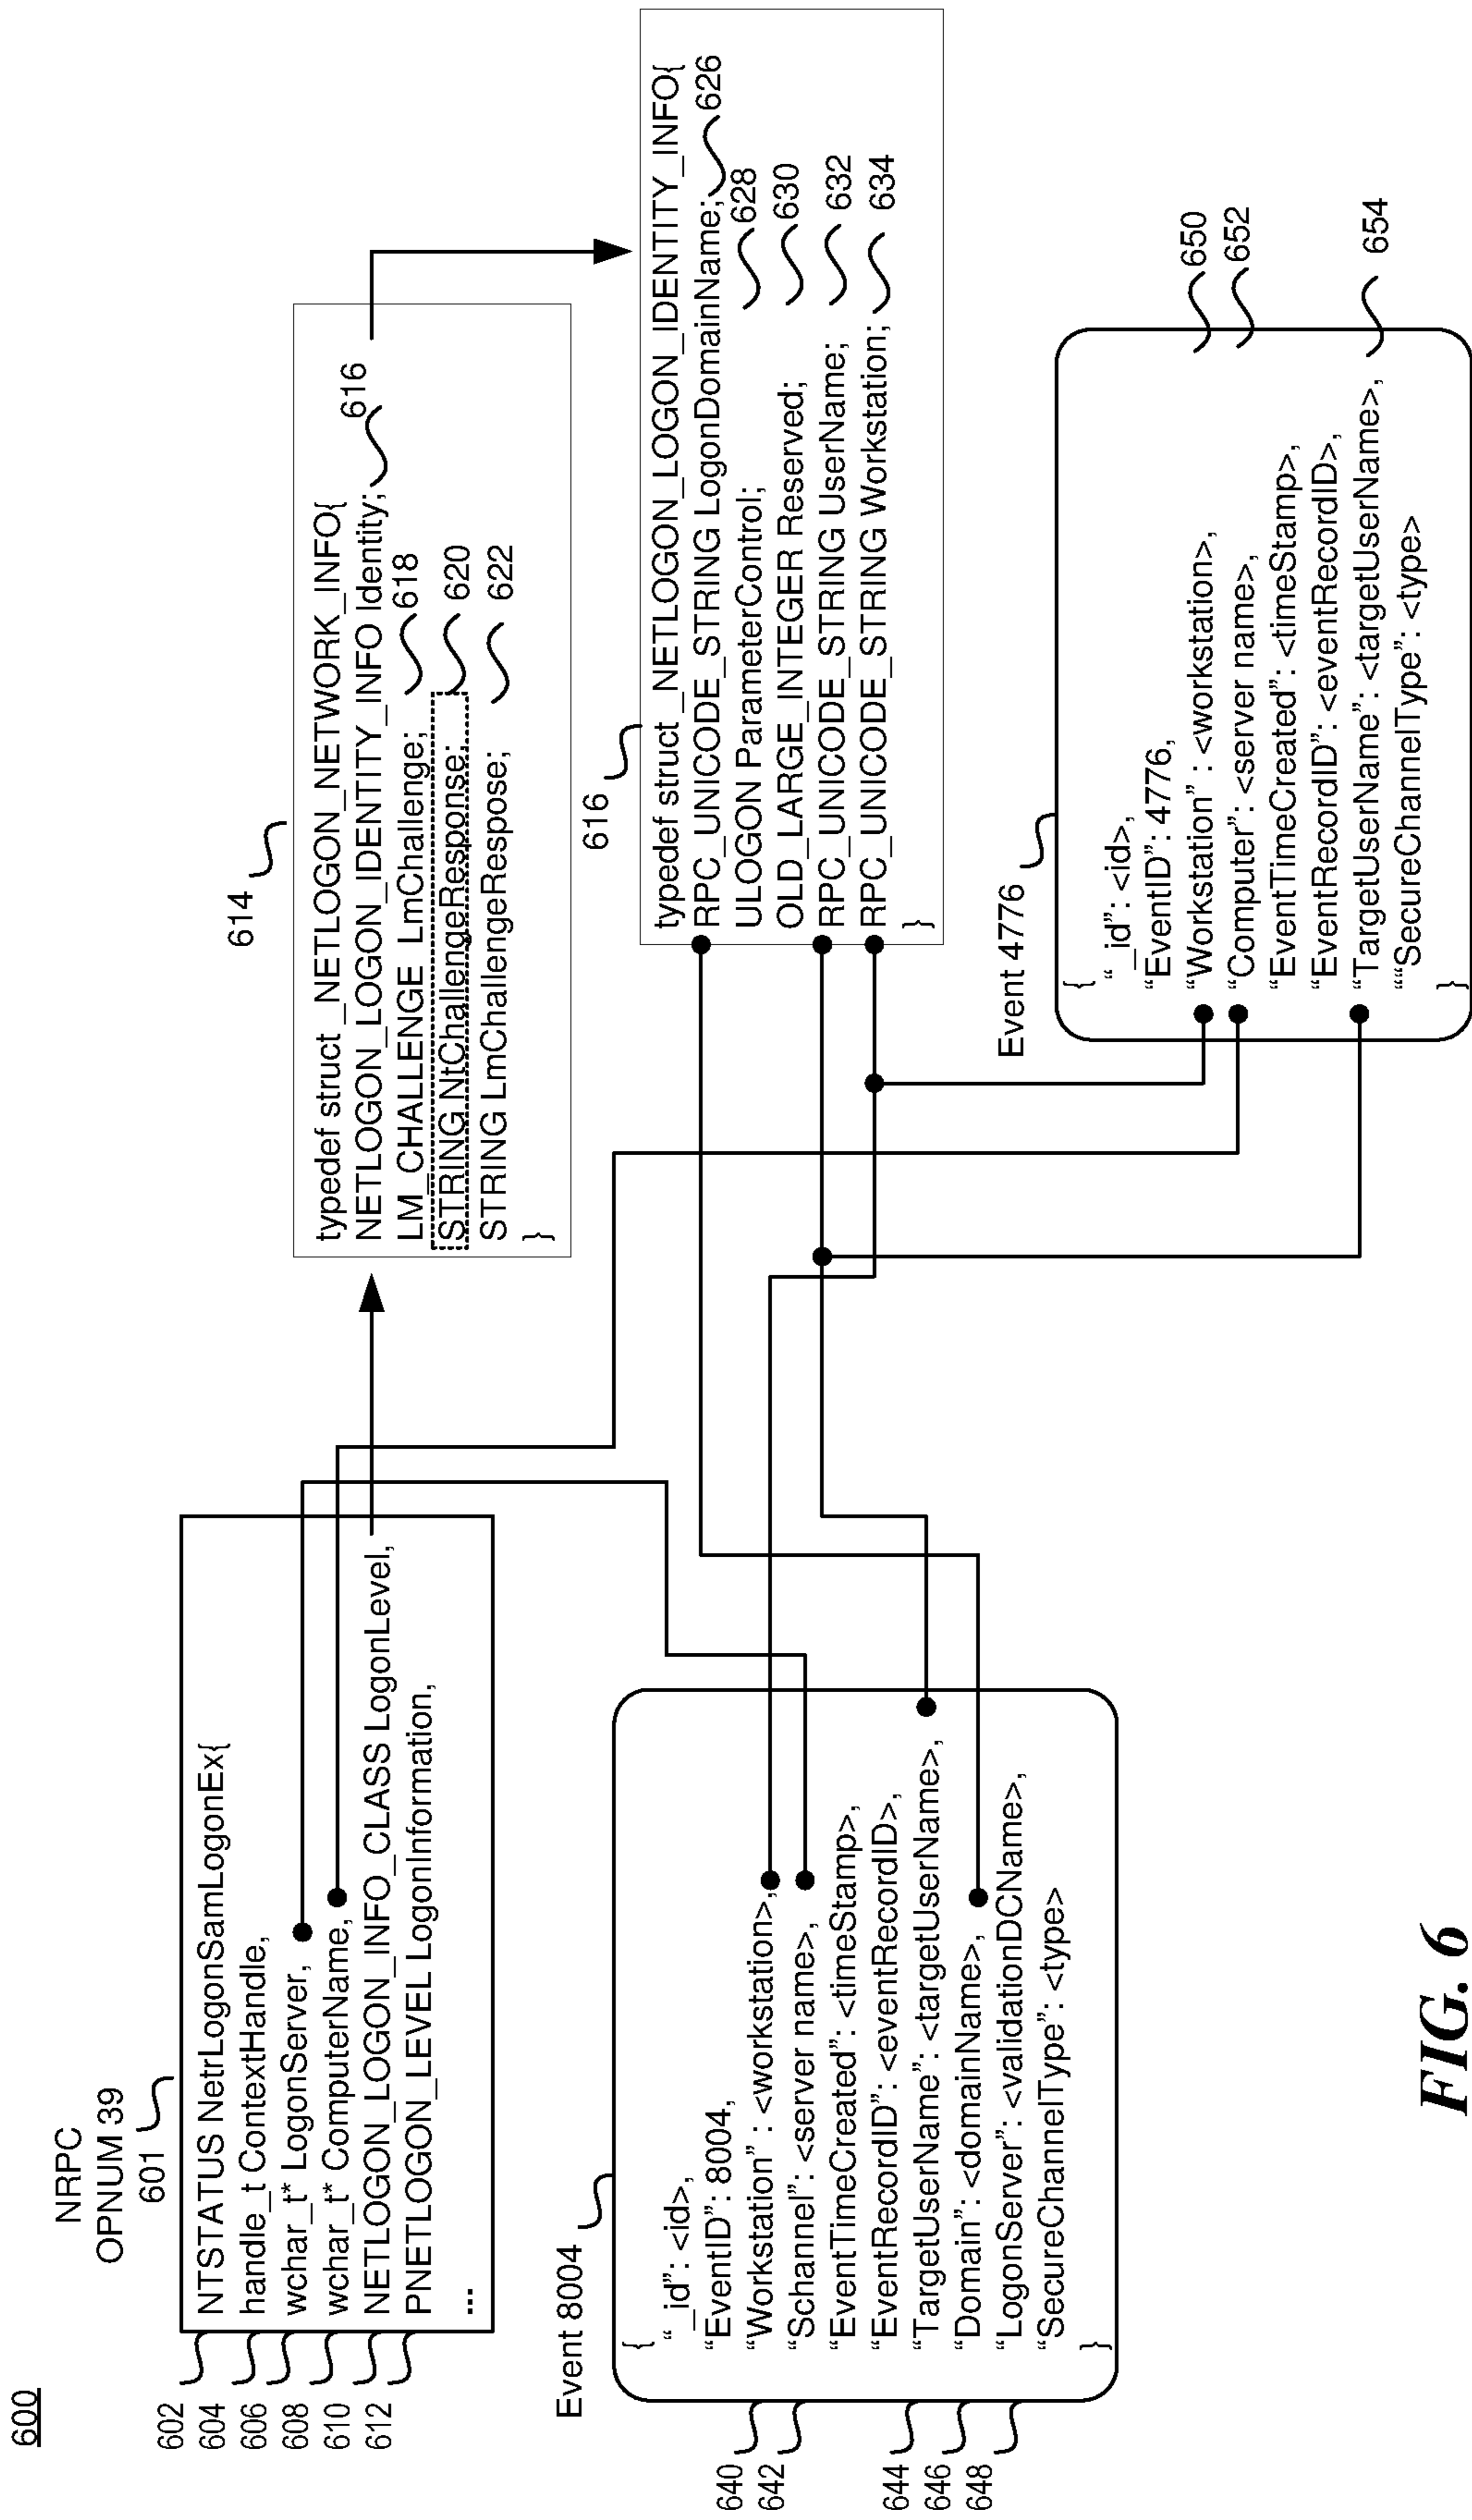 600
NRPC
OPNUM 39
601
602
604
606
608
610
612
NTSTATUS NetrLogonSamLogonEx{
handle_t ContextHandle,
wchar_t* LogonServer,
wchar_t* ComputerName,
NETLOGON_LOGON_INFO_CLASS LogonLevel,
PNETLOGON_LEVEL LogonInformation,
...
614
typedef struct _NETLOGON_NETWORK_INFO{
NETLOGON_LOGON_IDENTITY_INFO Identity; 616
LM_CHALLENGE LmChallenge; 618
STRING NtChallengeResponse; 620
STRING LmChallengeRespose; 622
}
616
typedef struct _NETLOGON_LOGON_IDENTITY_INFO{
RPC_UNICODE_STRING LogonDomainName; 626
ULOGON ParameterControl; 628
OLD_LARGE_INTEGER Reserved; 630
RPC_UNICODE_STRING UserName; 632
RPC_UNICODE_STRING Workstation; 634
}
Event 8004
640
642
644
646
648
{
“_id”: <id>,
“EventID”: 8004,
“Workstation” : <workstation>,
“Schannel”: <server name>,
“EventTimeCreated”: <timeStamp>,
“EventRecordID”: <eventRecordID>,
“TargetUserName”: <targetUserName>,
“Domain”: <domainName>,
“LogonServer”: <validationDCName>,
“SecureChannelType”: <type>
}
Event 4776
{
“_id”: <id>,
“EventID”: 4776,
“Workstation” : <workstation>, 650
“Computer”: <server name>, 652
“EventTimeCreated”: <timeStamp>,
“EventRecordID”: <eventRecordID>,
“TargetUserName”: <targetUserName>, 654
““SecureChannelType”: <type>
}
FIG. 6